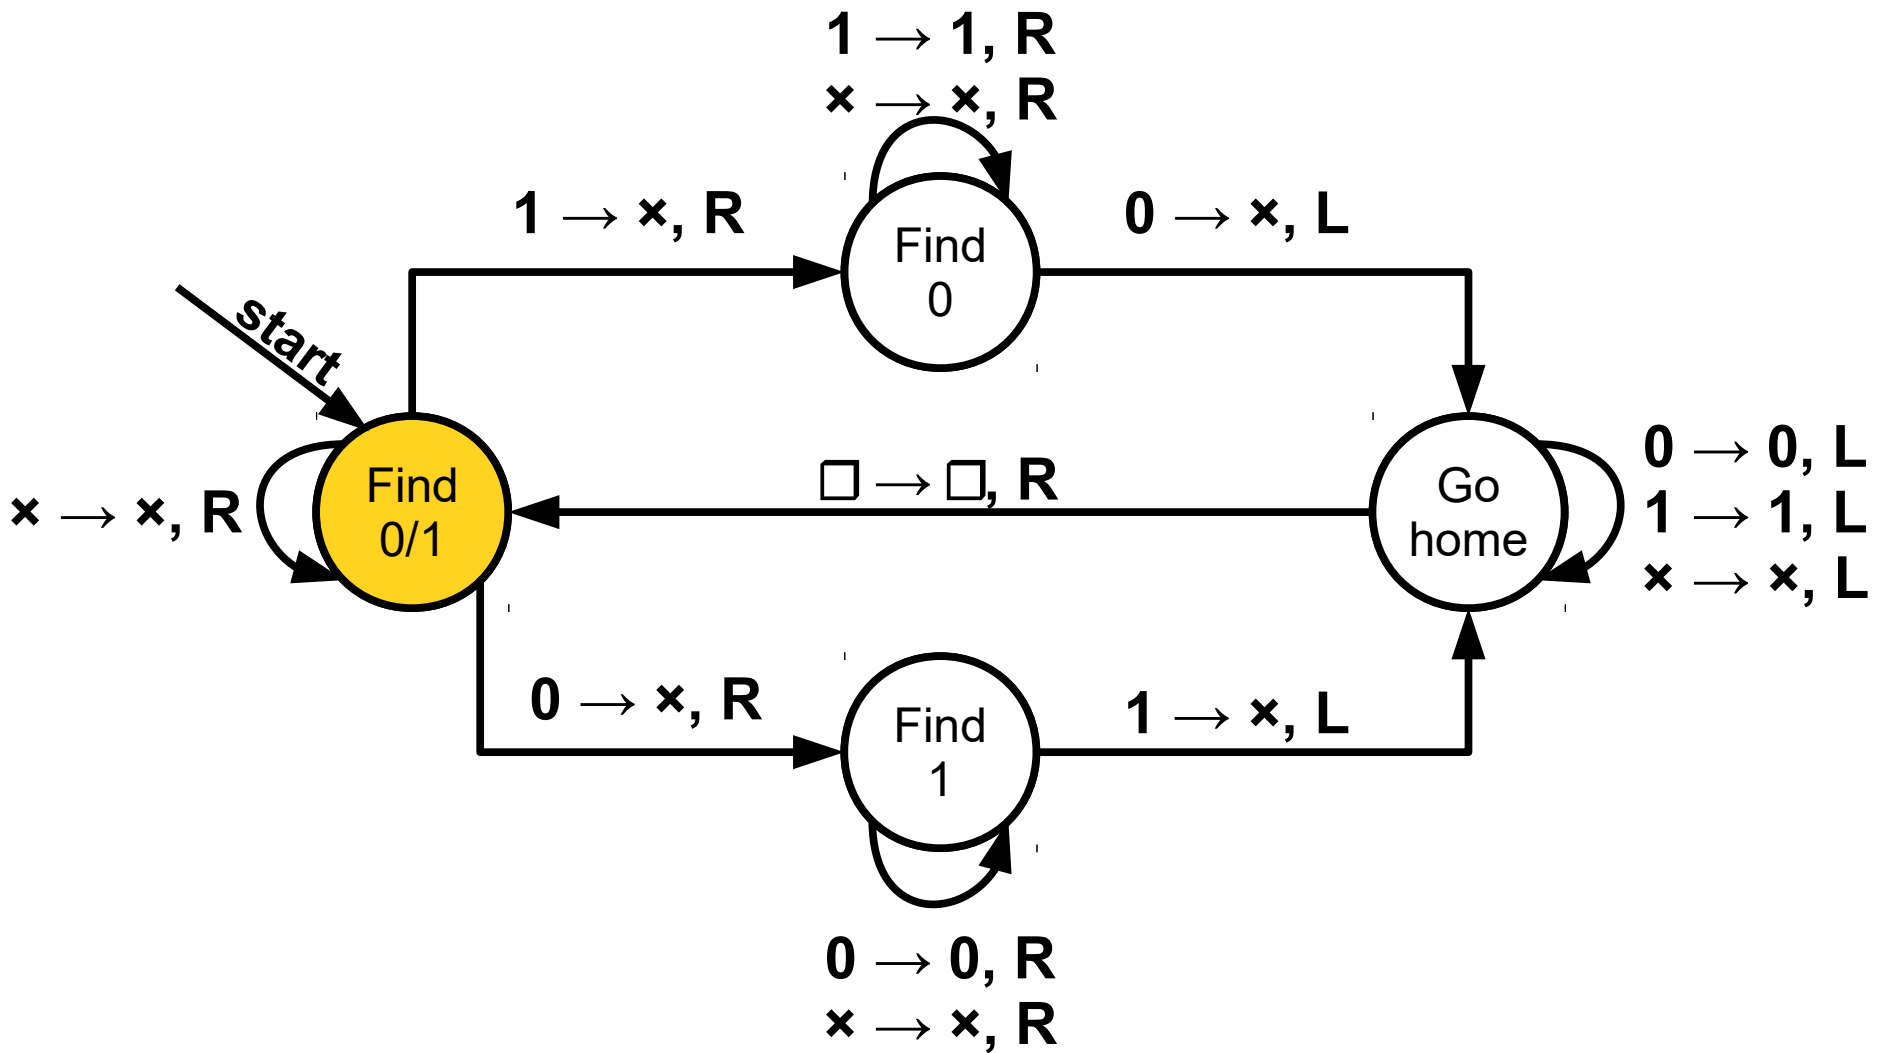 1 → 1, R
× → ×, R
1 → ×, R
Find
0
0 → ×, L
start
Find
0/1
× → ×, R
☐ → ☐, R
Go
home
0 → 0, L
1 → 1, L
× → ×, L
0 → ×, R
Find
1
1 → ×, L
0 → 0, R
× → ×, R